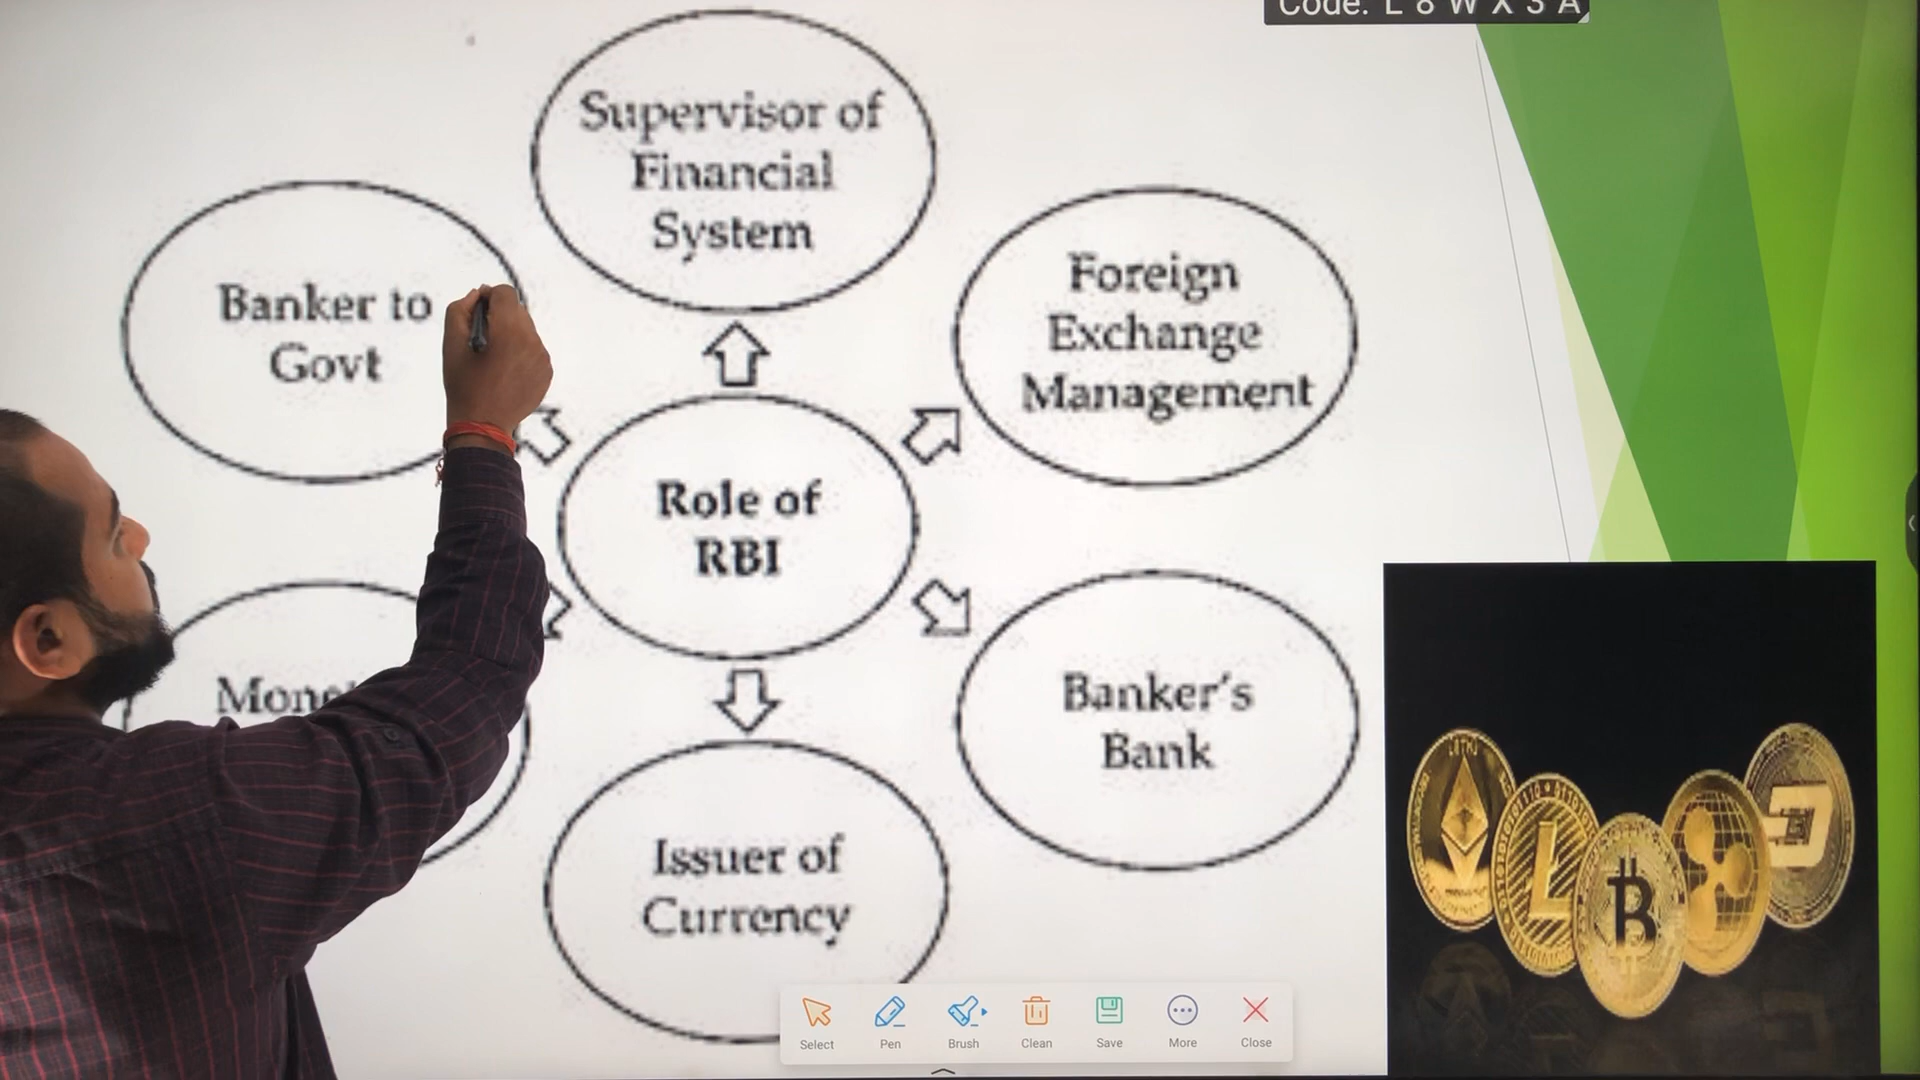 Code: L 8 W X 3 A
Supervisor of
Financial
System
Banker to
Govt
Foreign
Exchange
Management
Role of
RBI
Banker's
Bank
Issuer of
Currency
Select
Pen
Brush
Clean
Save
More
Close